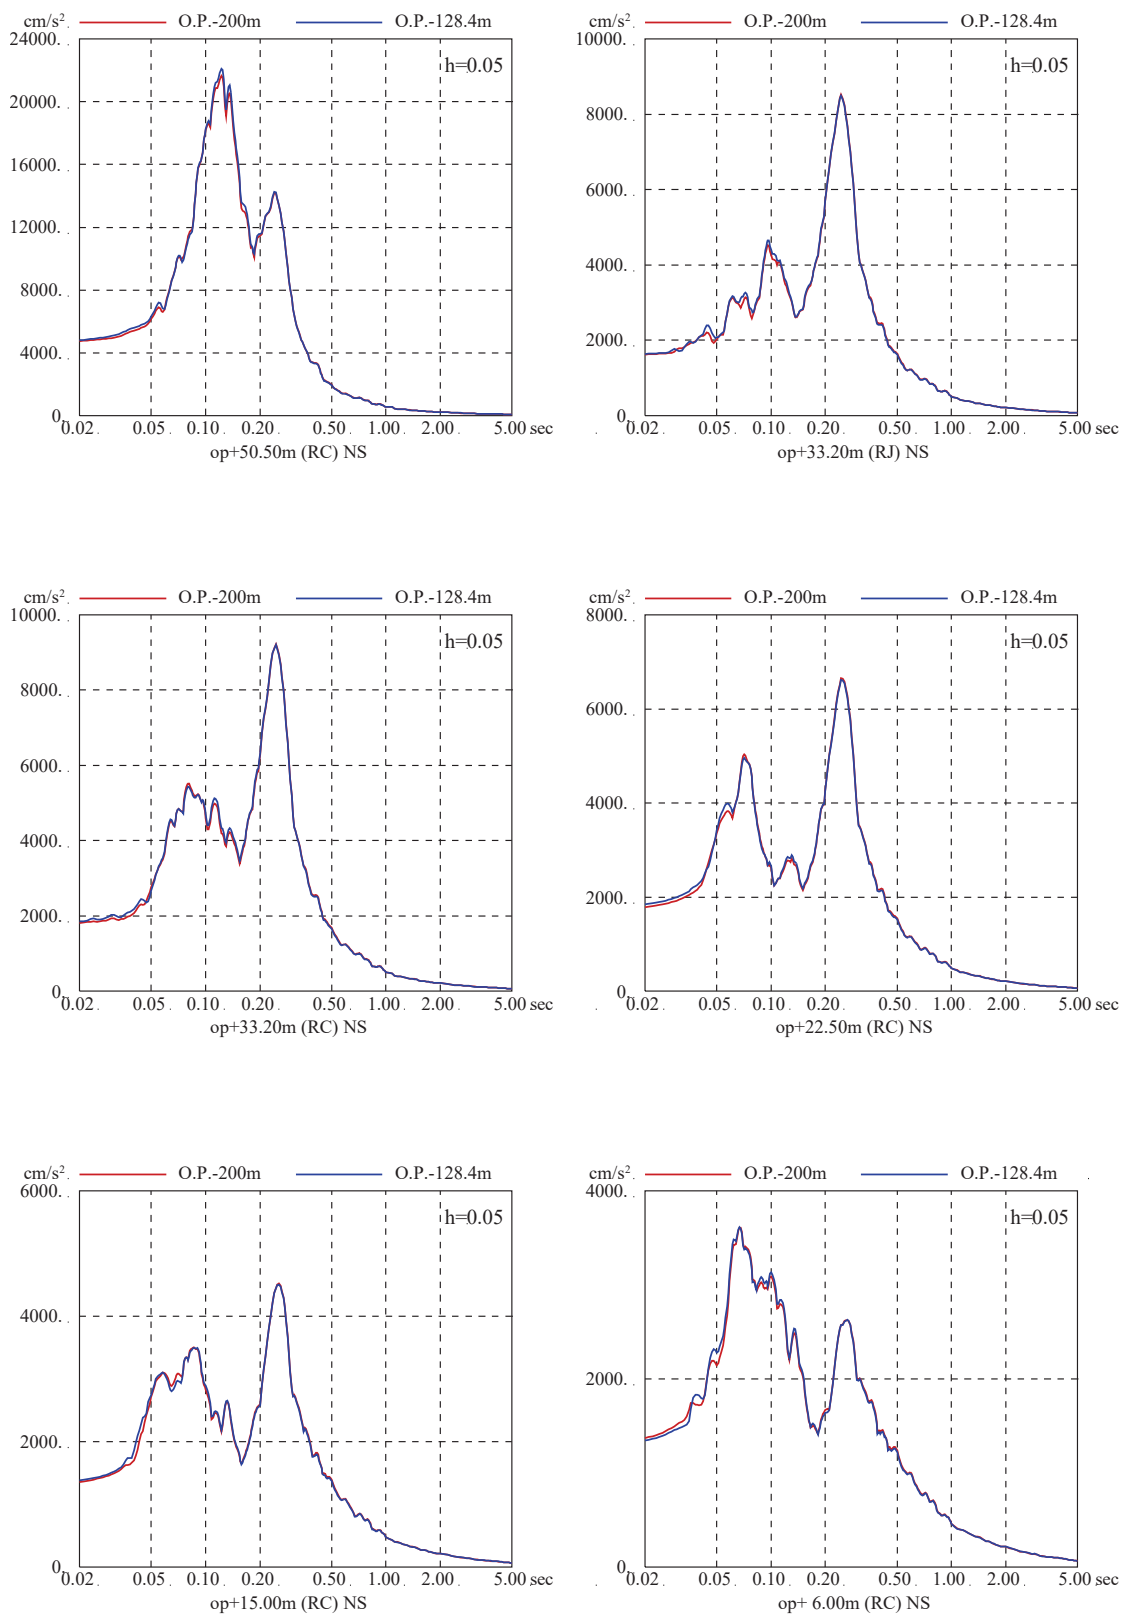 cm/s². O.P.-200m O.P.-128.4m
24000.
h=0.05
20000.
16000.
12000.
8000.
4000.
0.
0.02 0.05 0.10 0.20 0.50 1.00 2.00 5.00 sec
op+50.50m (RC) NS
cm/s². O.P.-200m O.P.-128.4m
10000.
h=0.05
8000.
6000.
4000.
2000.
0.
0.02 0.05 0.10 0.20 0.50 1.00 2.00 5.00 sec
op+33.20m (RJ) NS
cm/s². O.P.-200m O.P.-128.4m
10000.
h=0.05
8000.
6000.
4000.
2000.
0.
0.02 0.05 0.10 0.20 0.50 1.00 2.00 5.00 sec
op+33.20m (RC) NS
cm/s². O.P.-200m O.P.-128.4m
8000.
h=0.05
6000.
4000.
2000.
0.
0.02 0.05 0.10 0.20 0.50 1.00 2.00 5.00 sec
op+22.50m (RC) NS
cm/s². O.P.-200m O.P.-128.4m
6000.
h=0.05
4000.
2000.
0.
0.02 0.05 0.10 0.20 0.50 1.00 2.00 5.00 sec
op+15.00m (RC) NS
cm/s². O.P.-200m O.P.-128.4m
4000.
h=0.05
2000.
0.
0.02 0.05 0.10 0.20 0.50 1.00 2.00 5.00 sec
op+ 6.00m (RC) NS